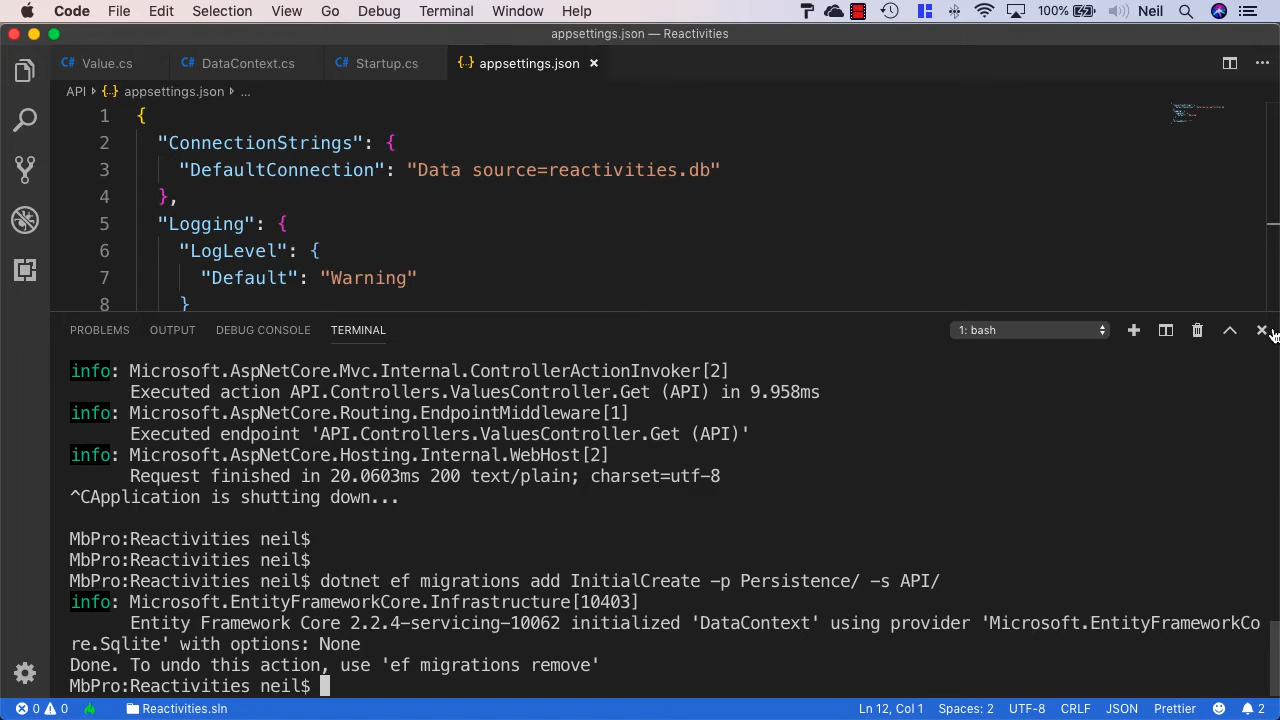 Code File Edit Selection View Go Debug Terminal Window Help 100% Neil
appsettings.json — Reactivities
C# Value.cs C# DataContext.cs C# Startup.cs {} appsettings.json
API {} appsettings.json ...
1 {
2 "ConnectionStrings": {
3 "DefaultConnection": "Data source=reactivities.db"
4 },
5 "Logging": {
6 "LogLevel": {
7 "Default": "Warning"
8 }
PROBLEMS OUTPUT DEBUG CONSOLE TERMINAL 1: bash
info: Microsoft.AspNetCore.Mvc.Internal.ControllerActionInvoker[2]
Executed action API.Controllers.ValuesController.Get (API) in 9.958ms
info: Microsoft.AspNetCore.Routing.EndpointMiddleware[1]
Executed endpoint 'API.Controllers.ValuesController.Get (API)'
info: Microsoft.AspNetCore.Hosting.Internal.WebHost[2]
Request finished in 20.0603ms 200 text/plain; charset=utf-8
^CApplication is shutting down...
MbPro:Reactivities neil$
MbPro:Reactivities neil$
MbPro:Reactivities neil$ dotnet ef migrations add InitialCreate -p Persistence/ -s API/
info: Microsoft.EntityFrameworkCore.Infrastructure[10403]
Entity Framework Core 2.2.4-servicing-10062 initialized 'DataContext' using provider 'Microsoft.EntityFrameworkCo
re.Sqlite' with options: None
Done. To undo this action, use 'ef migrations remove'
MbPro:Reactivities neil$
0 0 Reactivities.sln Ln 12, Col 1 Spaces: 2 UTF-8 CRLF JSON Prettier 2